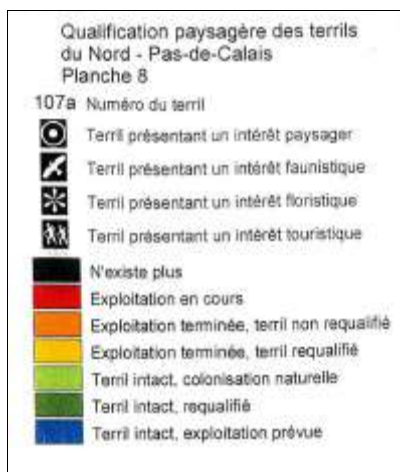 Qualification paysagère des terrils
du Nord - Pas-de-Calais
Planche 8
107a Numéro du terril
Terril présentant un intérêt paysager
Terril présentant un intérêt faunistique
Terril présentant un intérêt floristique
Terril présentant un intérêt touristique
N'existe plus
Exploitation en cours
Exploitation terminée, terril non requalifié
Exploitation terminée, terril requalifié
Terril intact, colonisation naturelle
Terril intact, requalifié
Terril intact, exploitation prévue